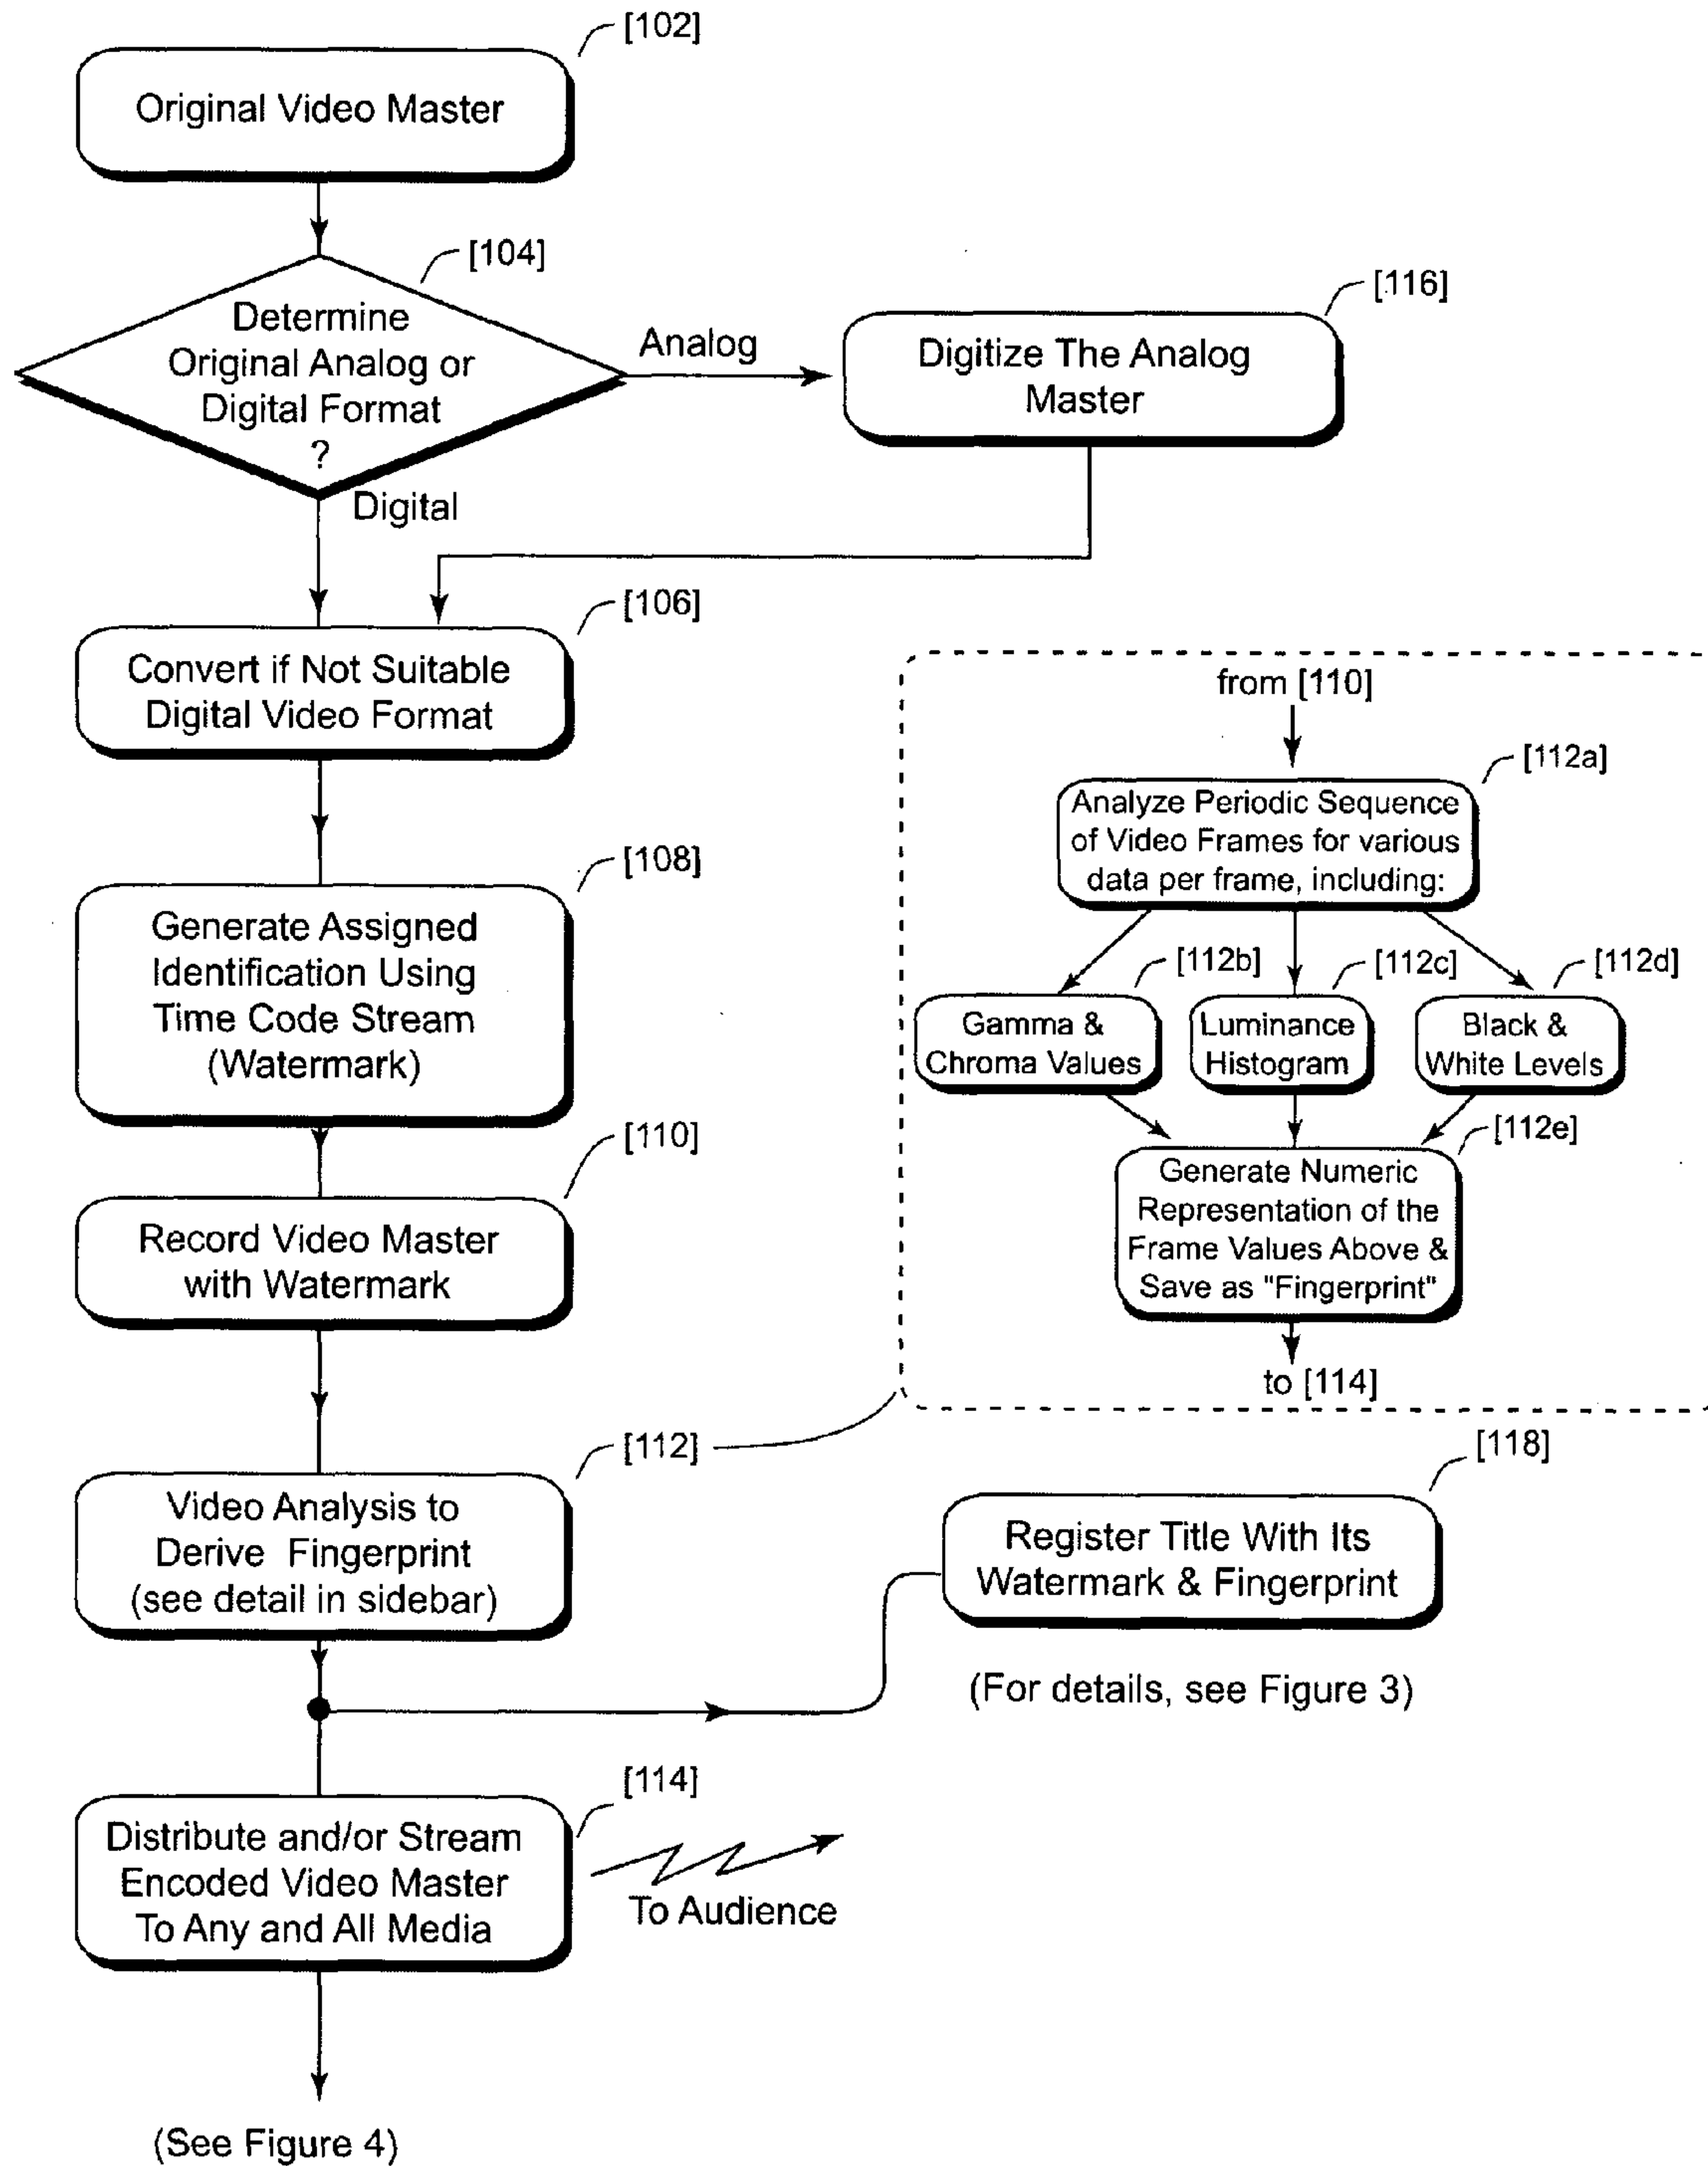 [102]
Original Video Master
[104]
Determine
Original Analog or
Digital Format
?
Analog
Digital
[116]
Digitize The Analog
Master
[106]
Convert if Not Suitable
Digital Video Format
[108]
Generate Assigned
Identification Using
Time Code Stream
(Watermark)
[110]
Record Video Master
with Watermark
[112]
Video Analysis to
Derive Fingerprint
(see detail in sidebar)
from [110]
[112a]
Analyze Periodic Sequence
of Video Frames for various
data per frame, including:
[112b]
Gamma &
Chroma Values
[112c]
Luminance
Histogram
[112d]
Black &
White Levels
[112e]
Generate Numeric
Representation of the
Frame Values Above &
Save as "Fingerprint"
to [114]
[118]
Register Title With Its
Watermark & Fingerprint
(For details, see Figure 3)
[114]
Distribute and/or Stream
Encoded Video Master
To Any and All Media
To Audience
(See Figure 4)